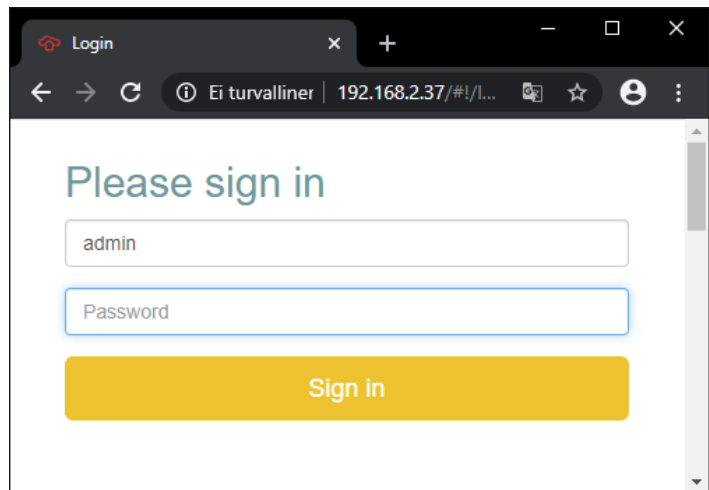 Login
Ei turvalliner 192.168.2.37/#!/l...
Please sign in
admin
Password
Sign in